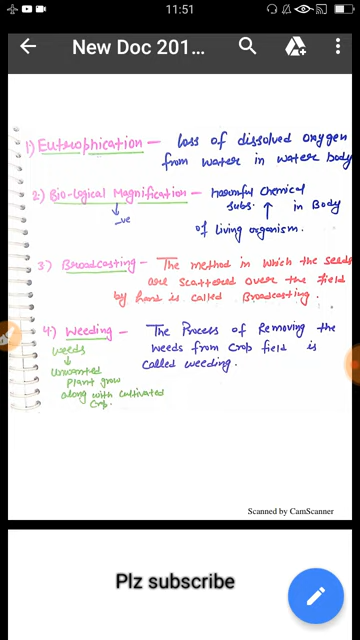 11:51
New Doc 201...
1) Eutrophication - loss of dissolved oxygen
from water in water body
2) Biological Magnification - Harmful Chemical
subs. ↑ in Body
↓
-ve
of living organism.
3) Broadcasting - The method in which the seeds
are scattered over the field
by hand is called Broadcasting.
4) Weeding - The Process of Removing the
weeds from crop field is
called weeding.
weeds
↓
Unwanted
Plant grow
along with cultivated
Crop.
Scanned by CamScanner
Plz subscribe